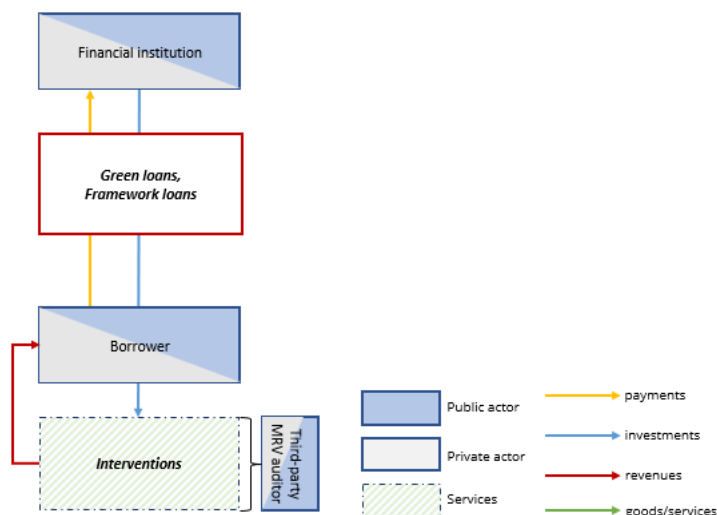 Financial institution
Green loans,
Framework loans
Borrower
Interventions
Third-party
MRV auditor
Public actor
Private actor
Services
payments
investments
revenues
goods/services